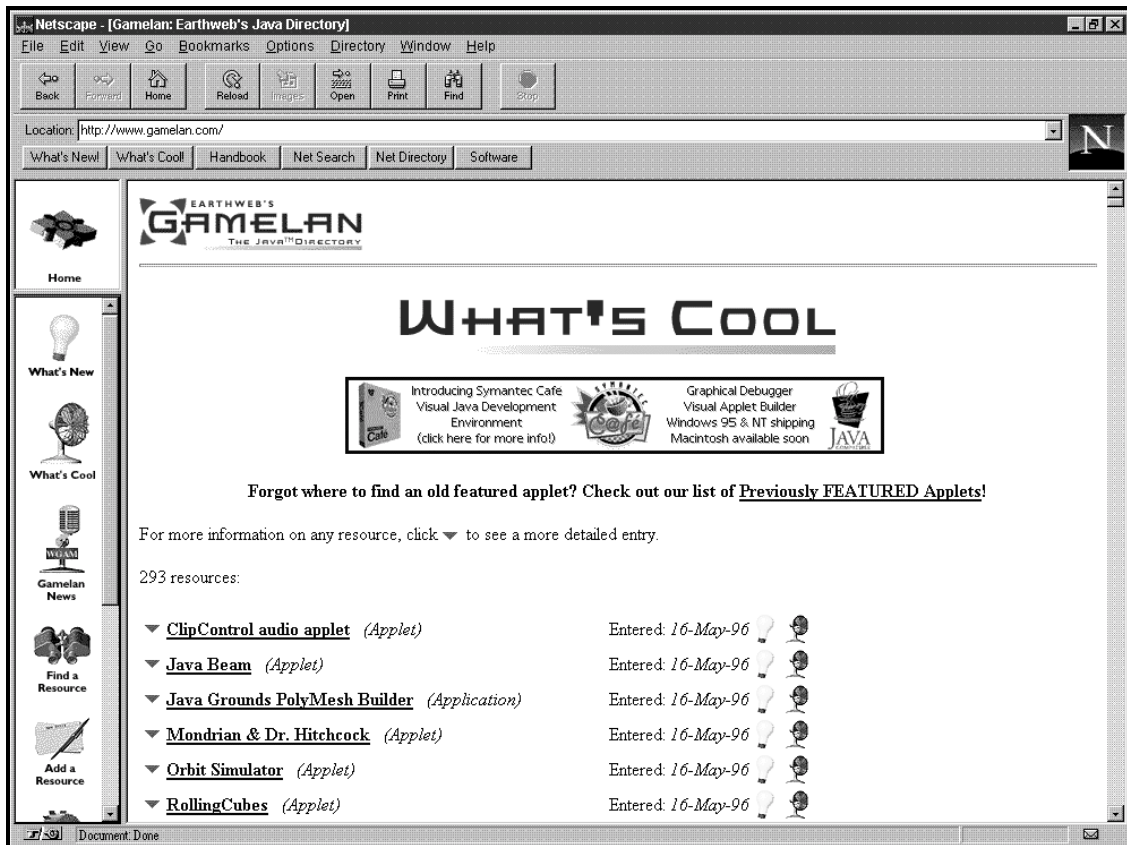 Netscape - [Gamelan: Earthweb's Java Directory]
File Edit View Go Bookmarks Options Directory Window Help
Back Forward Home Reload Images Open Print Find Stop
Location: http://www.gamelan.com/
N
What's New! What's Cool! Handbook Net Search Net Directory Software
Home
What's New
What's Cool
WGAM
Gamelan
News
Find a
Resource
Add a
Resource
EARTHWEB'S
GAMELAN
THE JAVA™ DIRECTORY
WHAT'S COOL
Café
Introducing Symantec Cafe
Visual Java Development
Environment
(click here for more info!)
SYMANTEC
Café
Graphical Debugger
Visual Applet Builder
Windows 95 & NT shipping
Macintosh available soon
JAVA
COMPATIBLE
Forgot where to find an old featured applet? Check out our list of Previously FEATURED Applets!
For more information on any resource, click to see a more detailed entry.
293 resources:
ClipControl audio applet (Applet) Entered: 16-May-96
Java Beam (Applet) Entered: 16-May-96
Java Grounds PolyMesh Builder (Application) Entered: 16-May-96
Mondrian & Dr. Hitchcock (Applet) Entered: 16-May-96
Orbit Simulator (Applet) Entered: 16-May-96
RollingCubes (Applet) Entered: 16-May-96
Document: Done